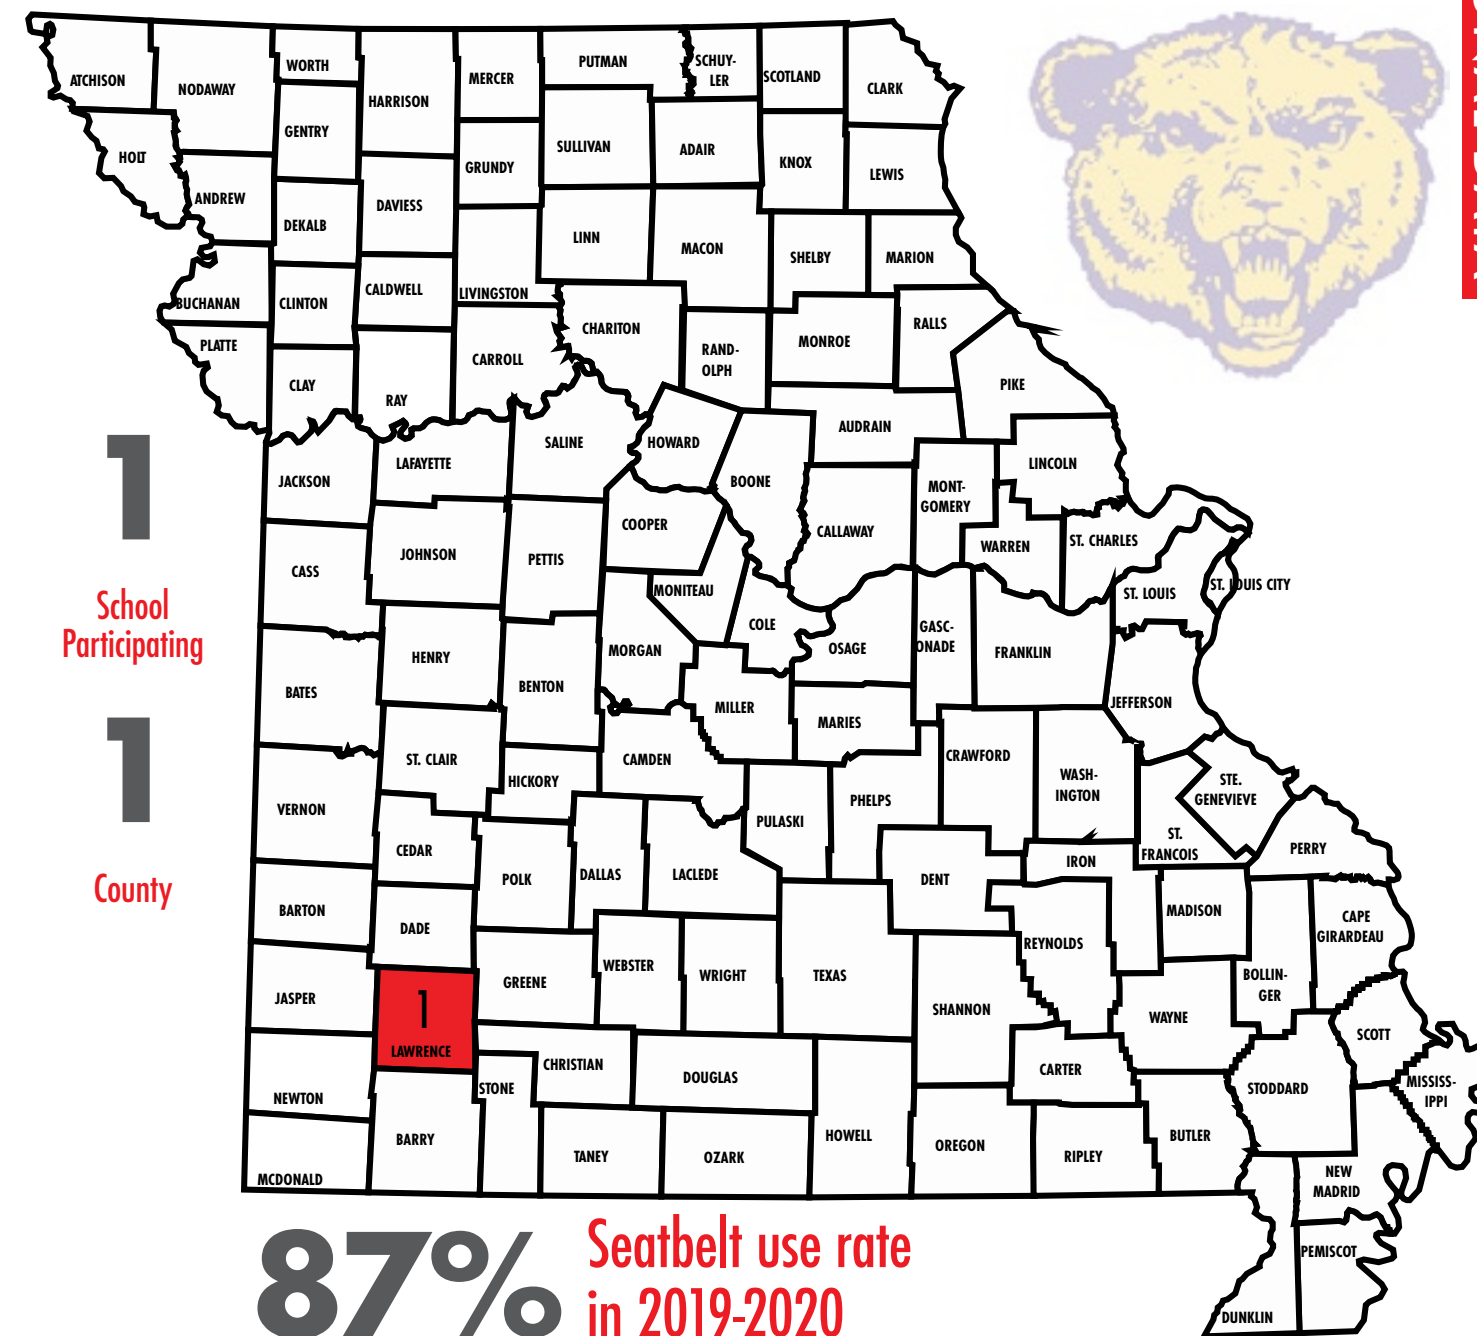 ATCHISON
NODAWAY
WORTH
HARRISON
MERCER
PUTMAN
SCHUY-
LER
SCOTLAND
CLARK
HOLT
GENTRY
GRUNDY
SULLIVAN
ADAIR
KNOX
LEWIS
ANDREW
DEKALB
DAVIESS
LINN
MACON
SHELBY
MARION
BUCHANAN
CLINTON
CALDWELL
LIVINGSTON
CHARITON
RAND-
OLPH
MONROE
RALLS
PLATTE
CLAY
RAY
CARROLL
PIKE
AUDRAIN
SALINE
HOWARD
BOONE
LINCOLN
JACKSON
LAFAYETTE
MONT-
GOMERY
COOPER
CALLAWAY
WARREN
ST. CHARLES
CASS
JOHNSON
PETTIS
MONITEAU
ST. LOUIS
ST. LOUIS CITY
COLE
OSAGE
GASC-
ONADE
FRANKLIN
HENRY
MORGAN
BATES
BENTON
MILLER
MARIES
JEFFERSON
ST. CLAIR
HICKORY
CAMDEN
CRAWFORD
WASH-
INGTON
STE.
GENEVIEVE
VERNON
PULASKI
PHELPS
ST.
FRANCOIS
PERRY
CEDAR
POLK
DALLAS
LACLEDE
DENT
IRON
BARTON
DADE
MADISON
CAPE
GIRARDEAU
REYNOLDS
JASPER
GREENE
WEBSTER
WRIGHT
TEXAS
BOLLIN-
GER
SHANNON
WAYNE
SCOTT
1
LAWRENCE
CHRISTIAN
STONE
DOUGLAS
CARTER
STODDARD
MISSISS-
IPPI
NEWTON
BARRY
HOWELL
OREGON
RIPLEY
BUTLER
MCDONALD
TANEY
OZARK
NEW
MADRID
PEMISCOT
DUNKLIN
1
School
Participating
1
County
87%
Seatbelt use rate
in 2019-2020